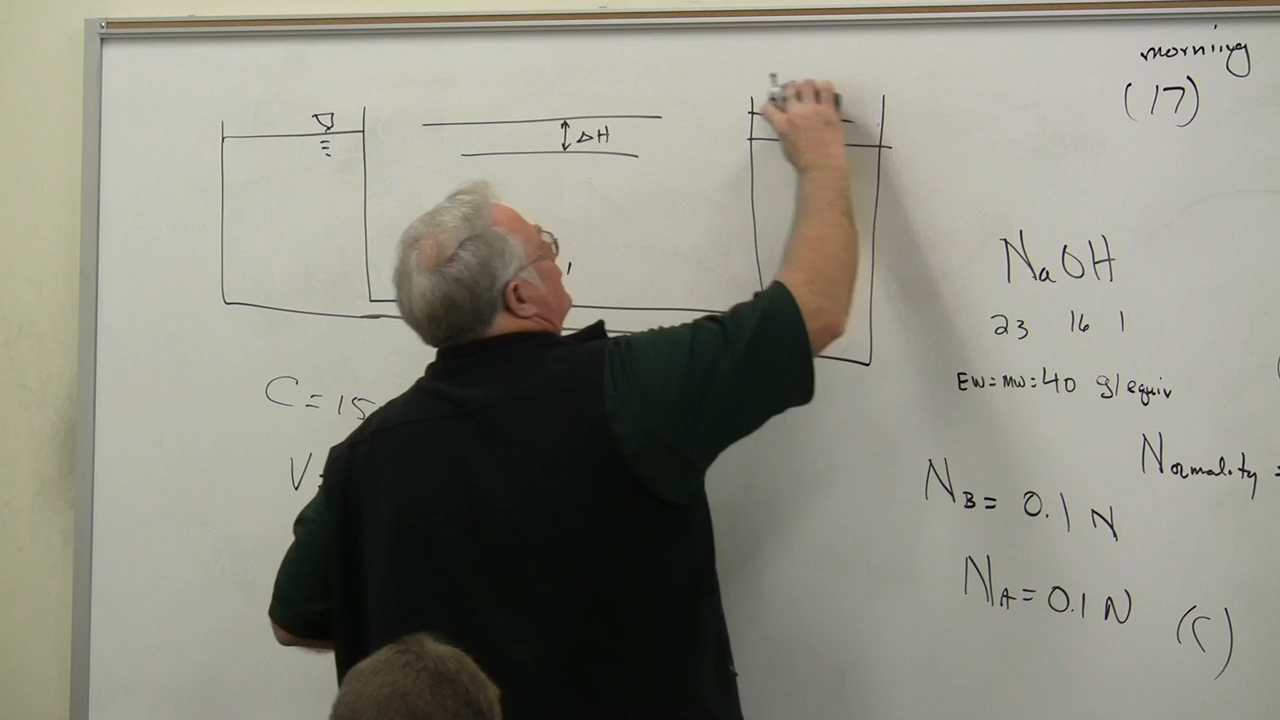 morning
(17)
ΔH
NaOH
23 16 1
EW=MW=40 g/equiv
C=15
V=
Normality =
N_B = 0.1 N
N_A = 0.1 N
(C)